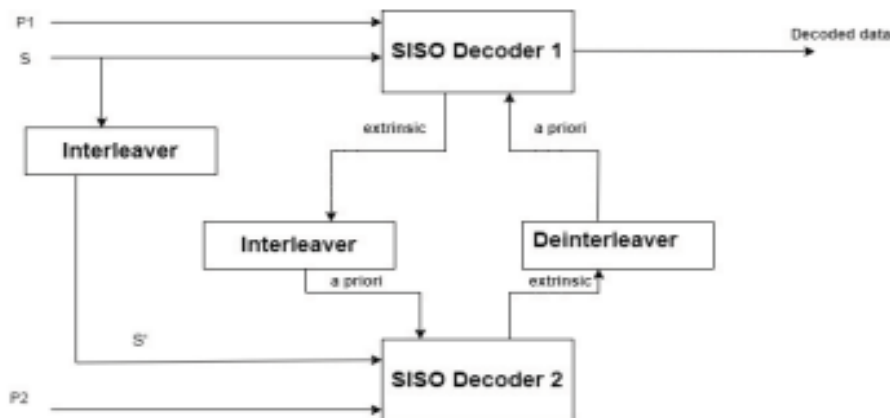 P1
SISO Decoder 1
Decoded data
S
extrinsic
a priori
Interleaver
Interleaver
Deinterleaver
a priori
extrinsic
S'
SISO Decoder 2
P2